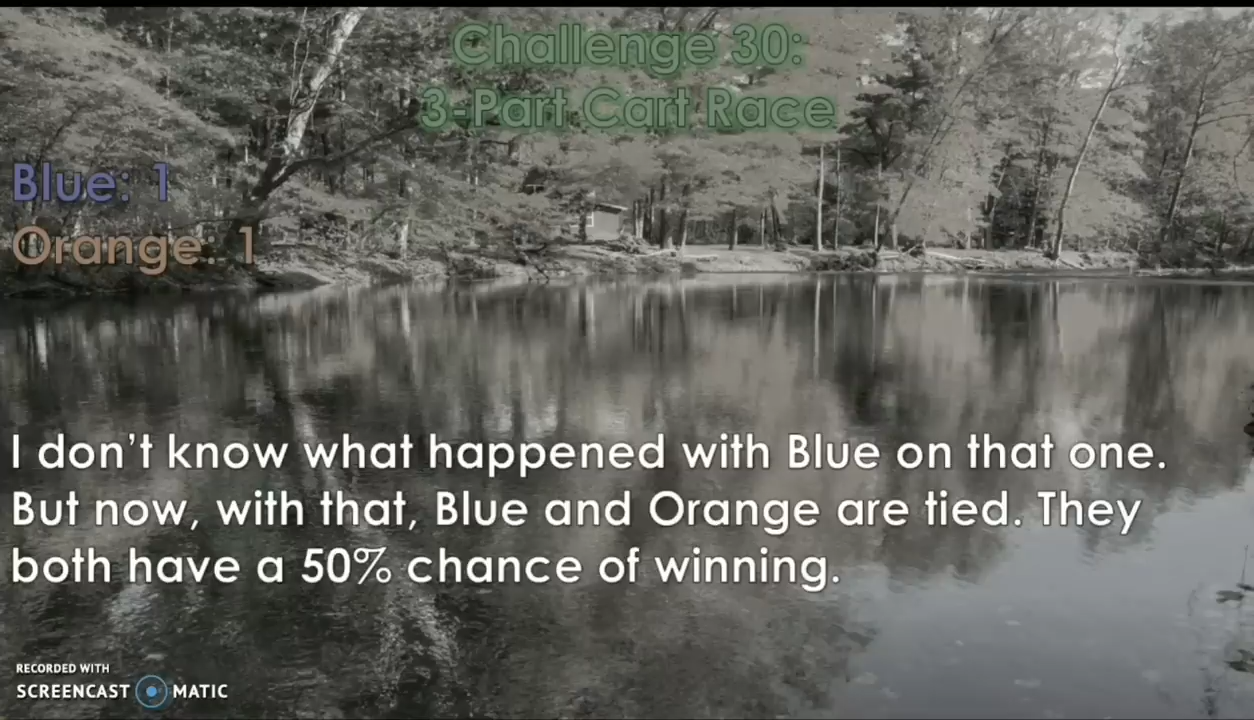 Challenge 30:
3-Part Cart Race
Blue: 1
Orange: 1
I don't know what happened with Blue on that one.
But now, with that, Blue and Orange are tied. They
both have a 50% chance of winning.
RECORDED WITH
SCREENCAST MATIC